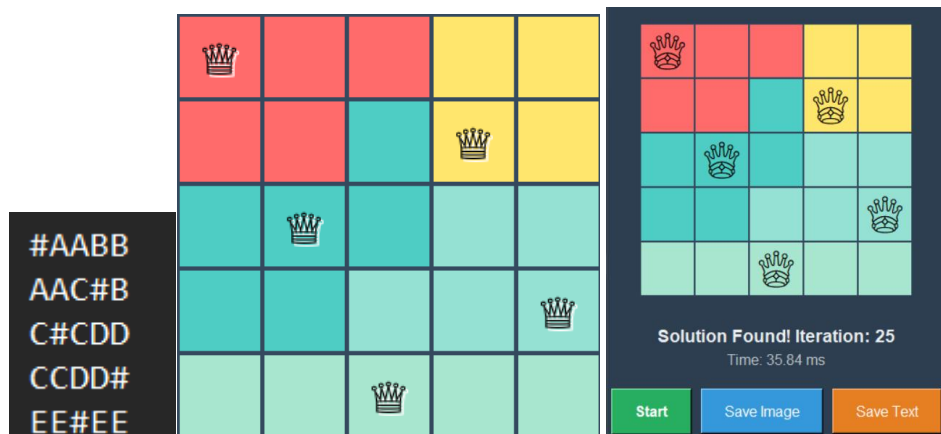 #AABB
AAC#B
C#CDD
CCDD#
EE#EE
Solution Found! Iteration: 25
Time: 35.84 ms
Start
Save Image
Save Text